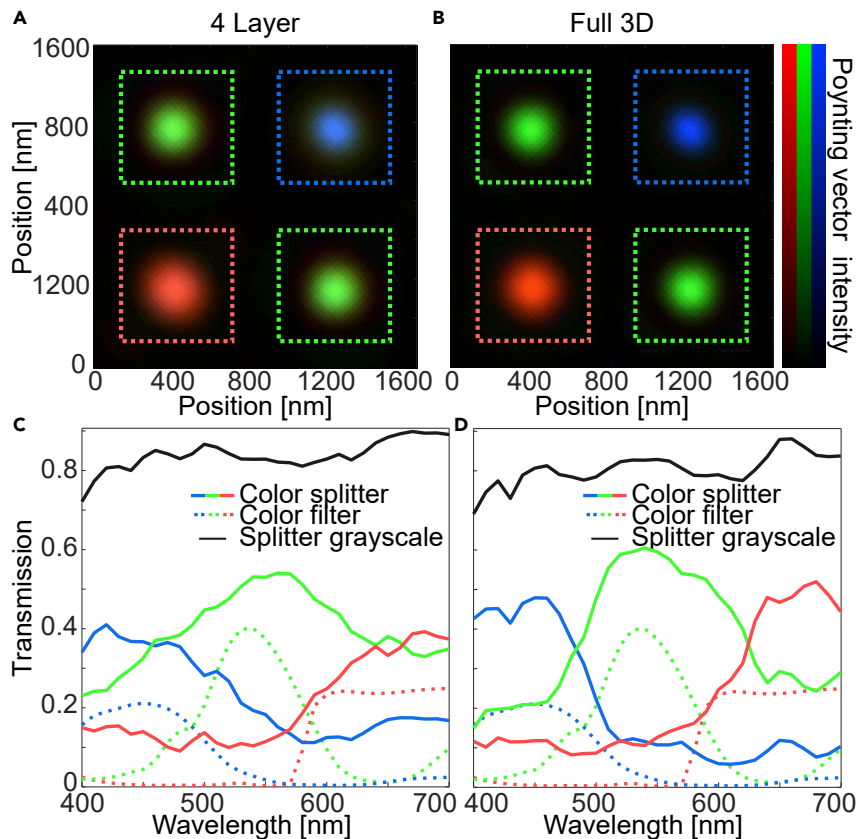 A
4 Layer
B
Full 3D
1600
800
400
1200
0
Position [nm]
0 400 800 1200 1600
Position [nm]
0 400 800 1200 1600
Position [nm]
Poynting vector intensity
C
0.8
0.6
0.4
0.2
0
Transmission
Color splitter
Color filter
Splitter grayscale
400 500 600 700
Wavelength [nm]
D
Color splitter
Color filter
Splitter grayscale
400 500 600 700
Wavelength [nm]